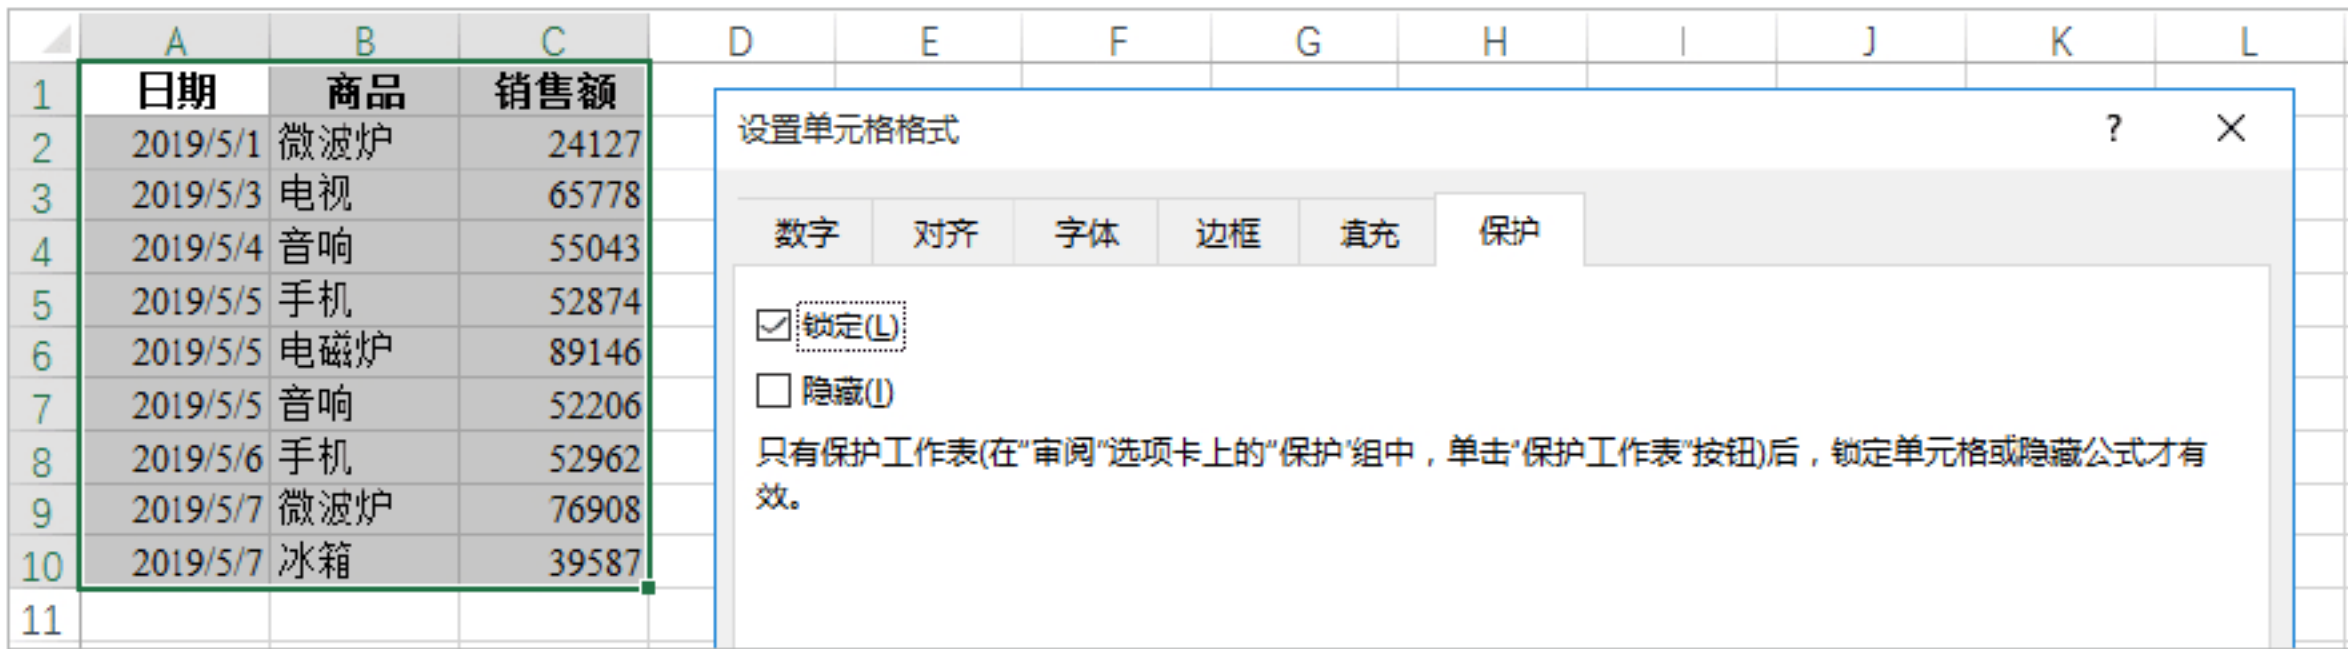 A B C D E F G H I J K L
1 日期 商品 销售额
2 2019/5/1 微波炉 24127
3 2019/5/3 电视 65778
4 2019/5/4 音响 55043
5 2019/5/5 手机 52874
6 2019/5/5 电磁炉 89146
7 2019/5/5 音响 52206
8 2019/5/6 手机 52962
9 2019/5/7 微波炉 76908
10 2019/5/7 冰箱 39587
11
设置单元格格式 ?
数字 对齐 字体 边框 填充 保护
锁定(L)
隐藏(I)
只有保护工作表(在"审阅"选项卡上的"保护"组中，单击"保护工作表"按钮)后，锁定单元格或隐藏公式才有
效。